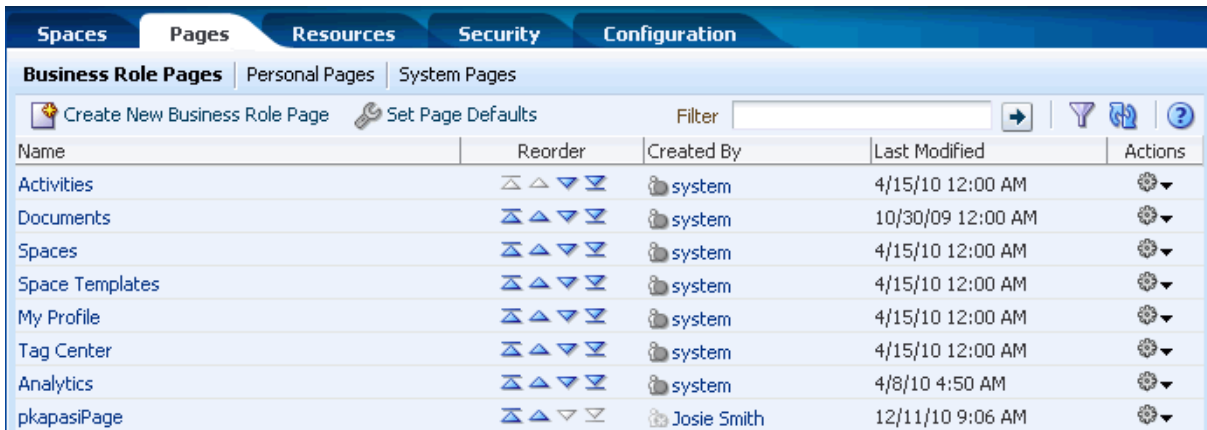 Spaces Pages Resources Security Configuration
Business Role Pages Personal Pages System Pages
Create New Business Role Page Set Page Defaults Filter
Name Reorder Created By Last Modified Actions
Activities system 4/15/10 12:00 AM
Documents system 10/30/09 12:00 AM
Spaces system 4/15/10 12:00 AM
Space Templates system 4/15/10 12:00 AM
My Profile system 4/15/10 12:00 AM
Tag Center system 4/15/10 12:00 AM
Analytics system 4/8/10 4:50 AM
pkapasiPage Josie Smith 12/11/10 9:06 AM